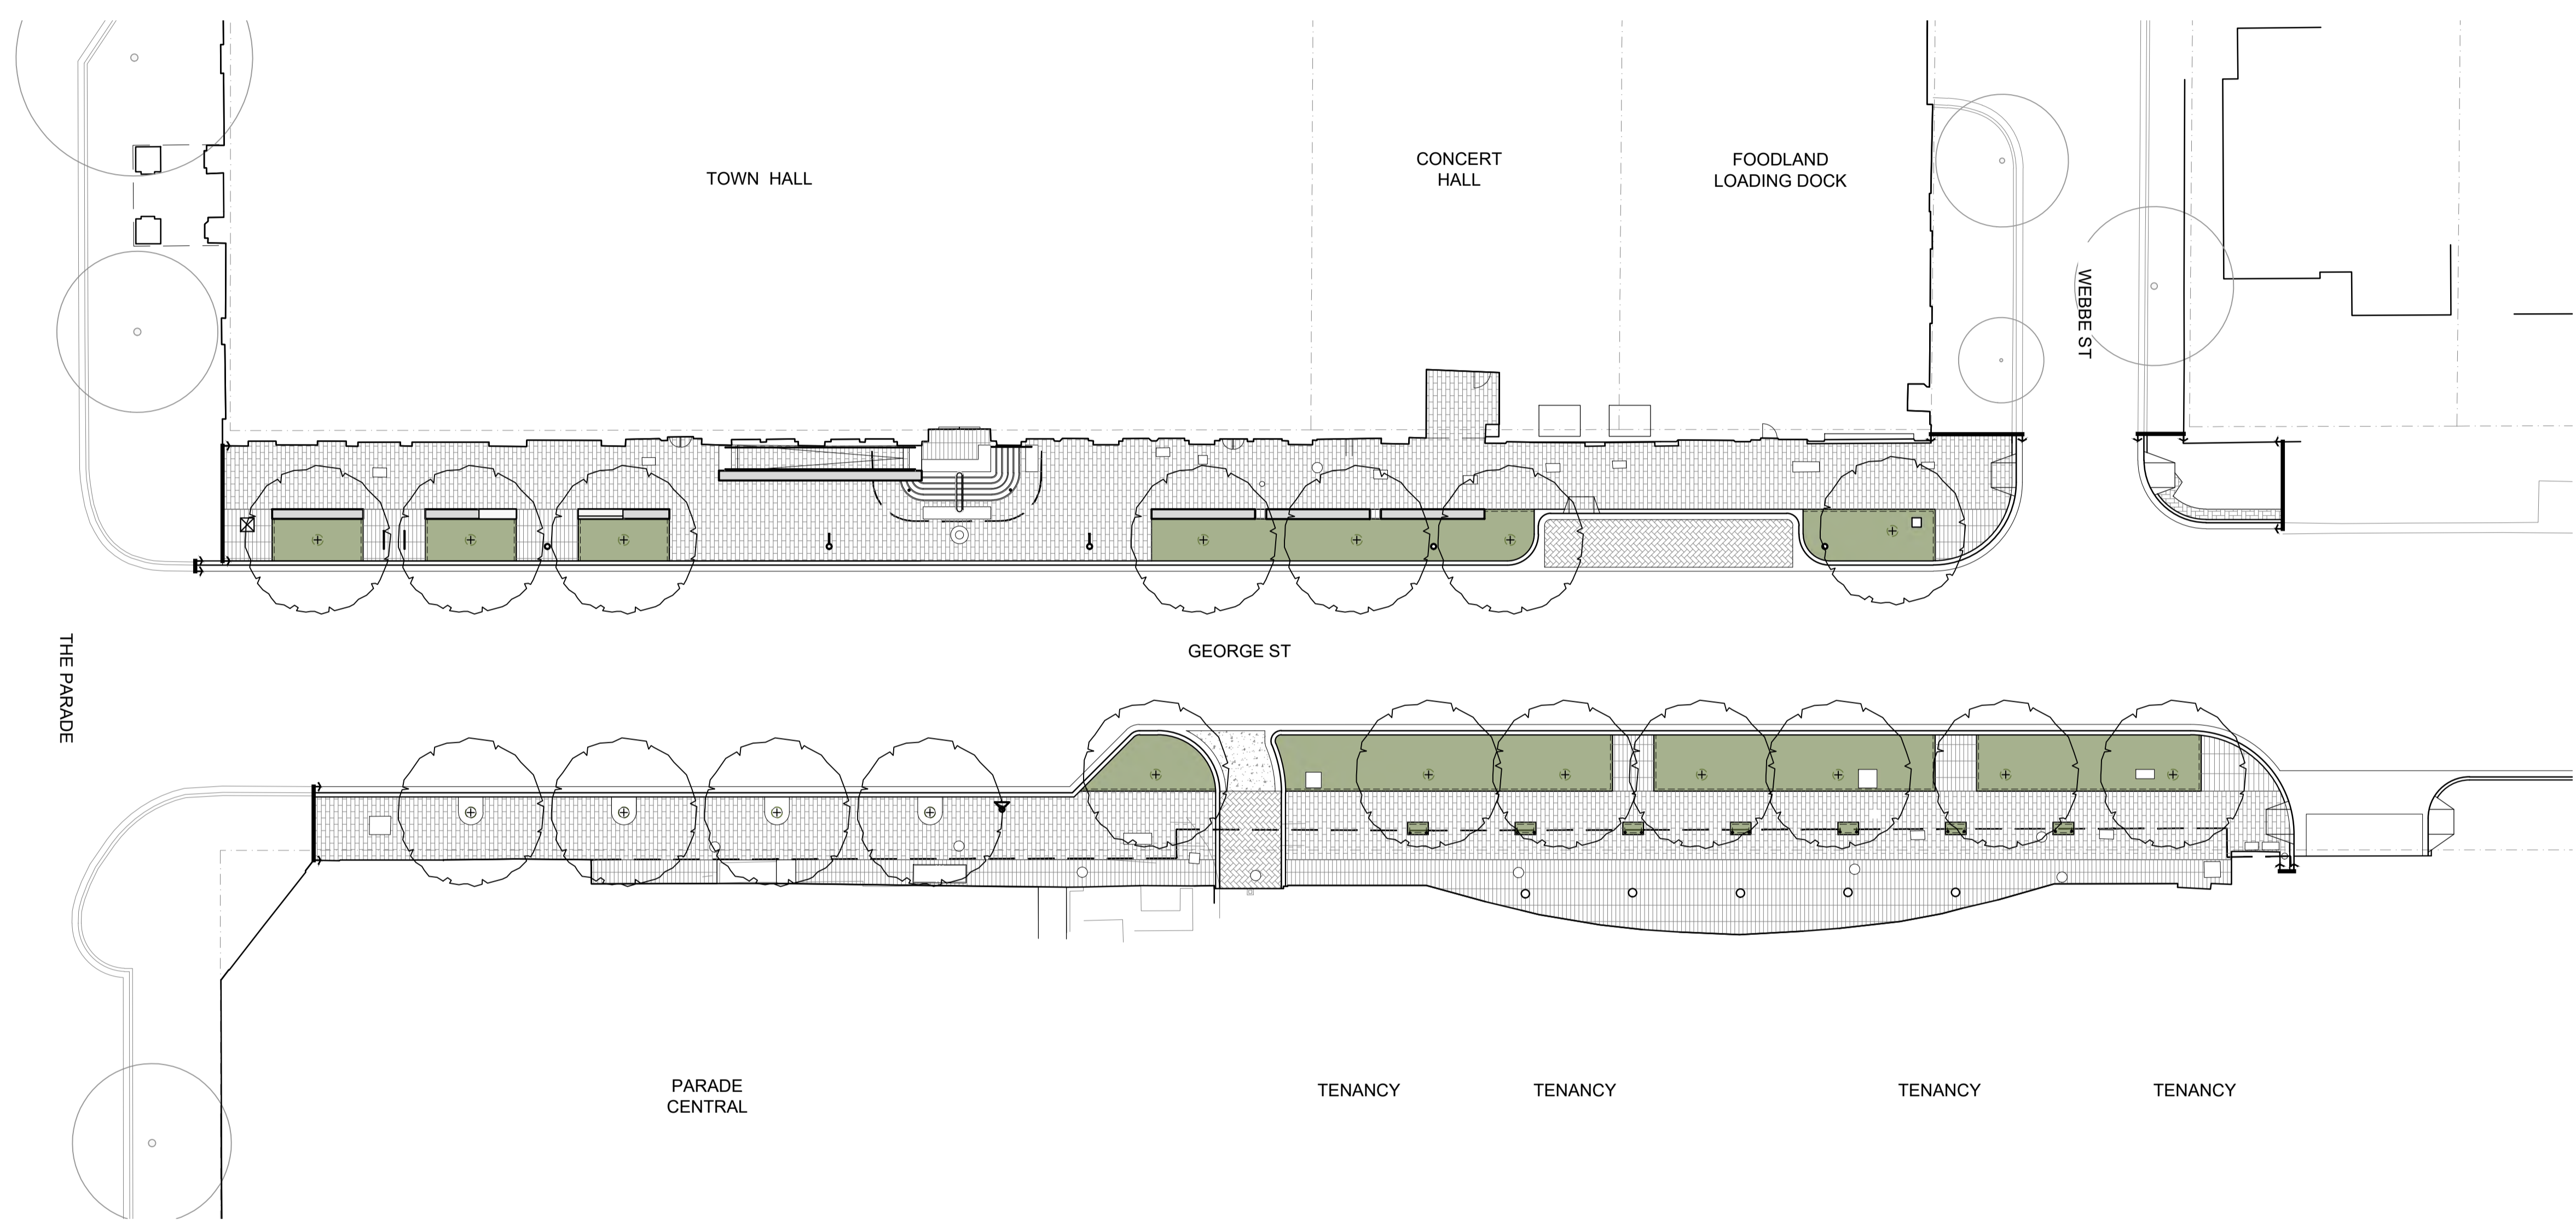 TOWN HALL
CONCERT
HALL
FOODLAND
LOADING DOCK
WEBBE ST
THE PARADE
GEORGE ST
PARADE
CENTRAL
TENANCY
TENANCY
TENANCY
TENANCY